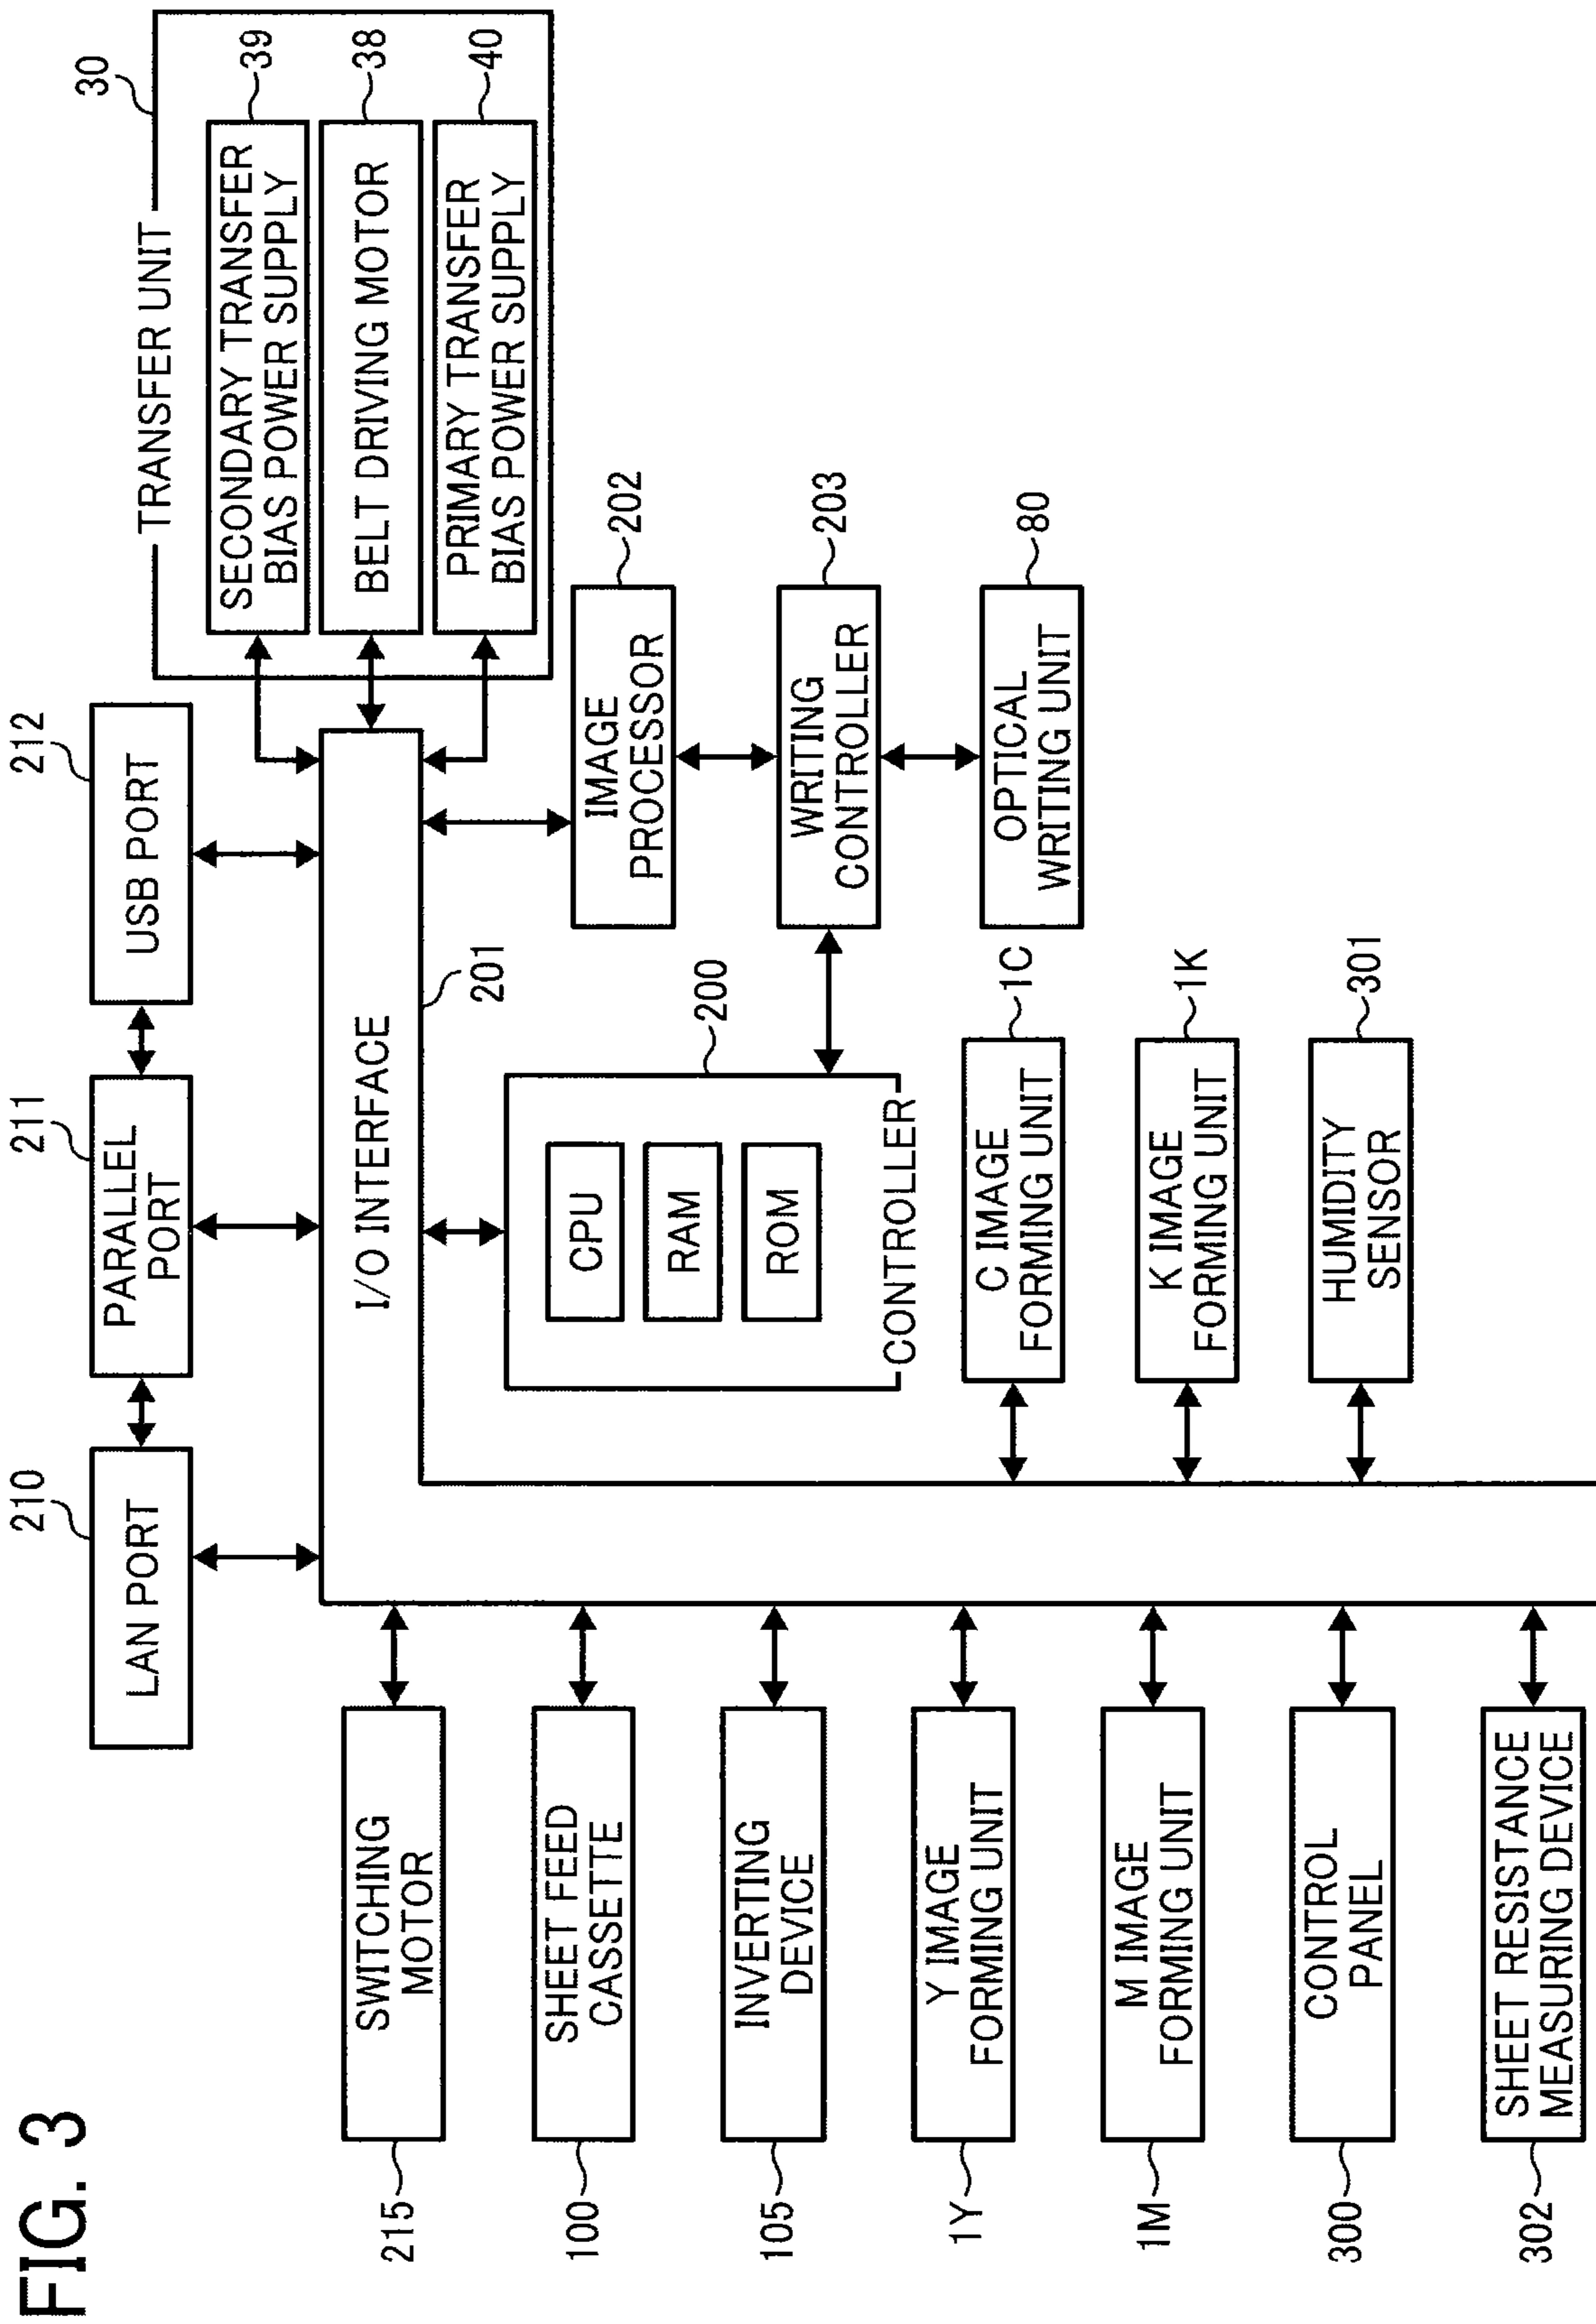 FIG. 3
210
LAN PORT
211
PARALLEL
PORT
212
USB PORT
30
TRANSFER UNIT
SECONDARY TRANSFER
BIAS POWER SUPPLY
39
BELT DRIVING MOTOR
38
PRIMARY TRANSFER
BIAS POWER SUPPLY
40
I/O INTERFACE
201
IMAGE
PROCESSOR
202
WRITING
CONTROLLER
203
OPTICAL
WRITING UNIT
80
200
CPU
RAM
ROM
CONTROLLER
C IMAGE
FORMING UNIT
1C
K IMAGE
FORMING UNIT
1K
HUMIDITY
SENSOR
301
215
SWITCHING
MOTOR
100
SHEET FEED
CASSETTE
105
INVERTING
DEVICE
1Y
Y IMAGE
FORMING UNIT
1M
M IMAGE
FORMING UNIT
300
CONTROL
PANEL
302
SHEET RESISTANCE
MEASURING DEVICE